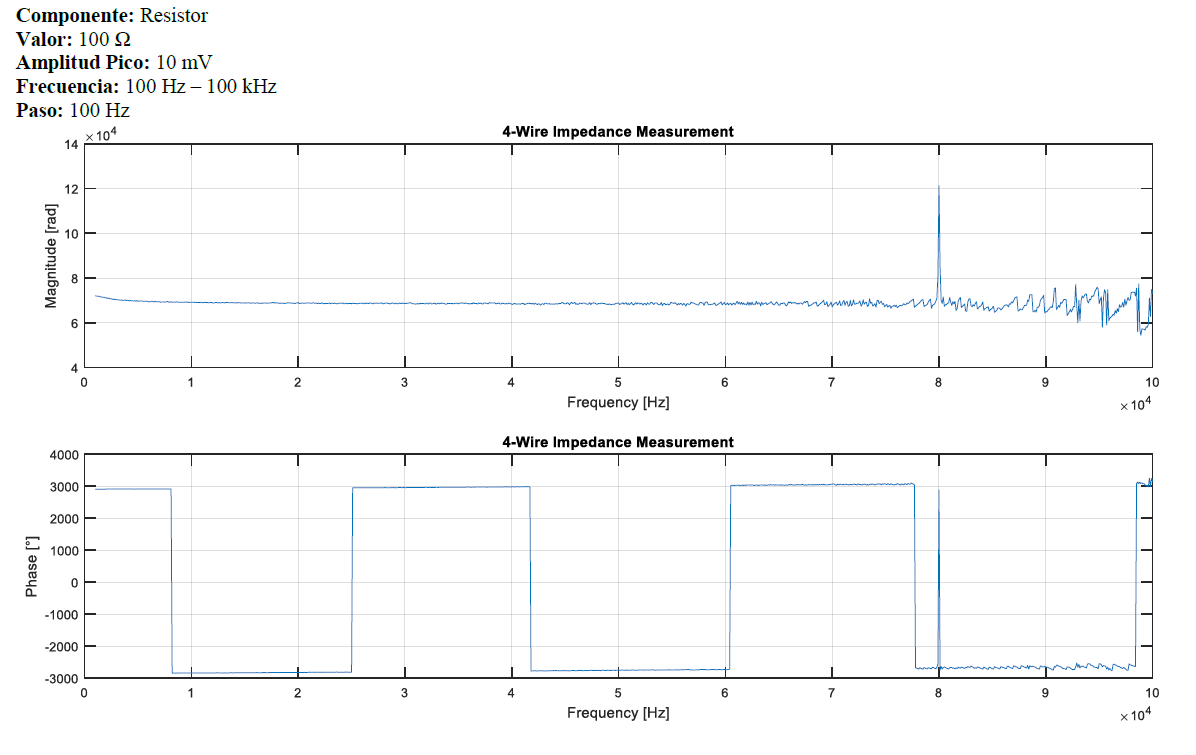 Componente: Resistor
Valor: 100 Ω
Amplitud Pico: 10 mV
Frecuencia: 100 Hz – 100 kHz
Paso: 100 Hz
4-Wire Impedance Measurement
×10⁴
14
12
10
8
6
4
Magnitude [rad]
0 1 2 3 4 5 6 7 8 9 10
Frequency [Hz]
×10⁴
4-Wire Impedance Measurement
4000
3000
2000
1000
0
-1000
-2000
-3000
Phase [°]
0 1 2 3 4 5 6 7 8 9 10
Frequency [Hz]
×10⁴